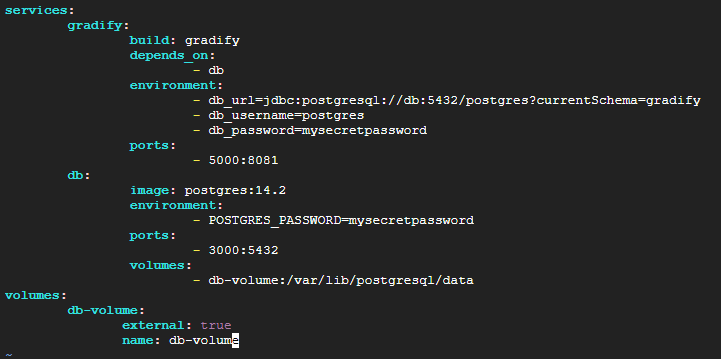 services:
        gradify:
                build: gradify
                depends_on:
                        - db
                environment:
                        - db_url=jdbc:postgresql://db:5432/postgres?currentSchema=gradify
                        - db_username=postgres
                        - db_password=mysecretpassword
                ports:
                        - 5000:8081
        db:
                image: postgres:14.2
                environment:
                        - POSTGRES_PASSWORD=mysecretpassword
                ports:
                        - 3000:5432
                volumes:
                        - db-volume:/var/lib/postgresql/data
volumes:
        db-volume:
               external: true
               name: db-volume
~